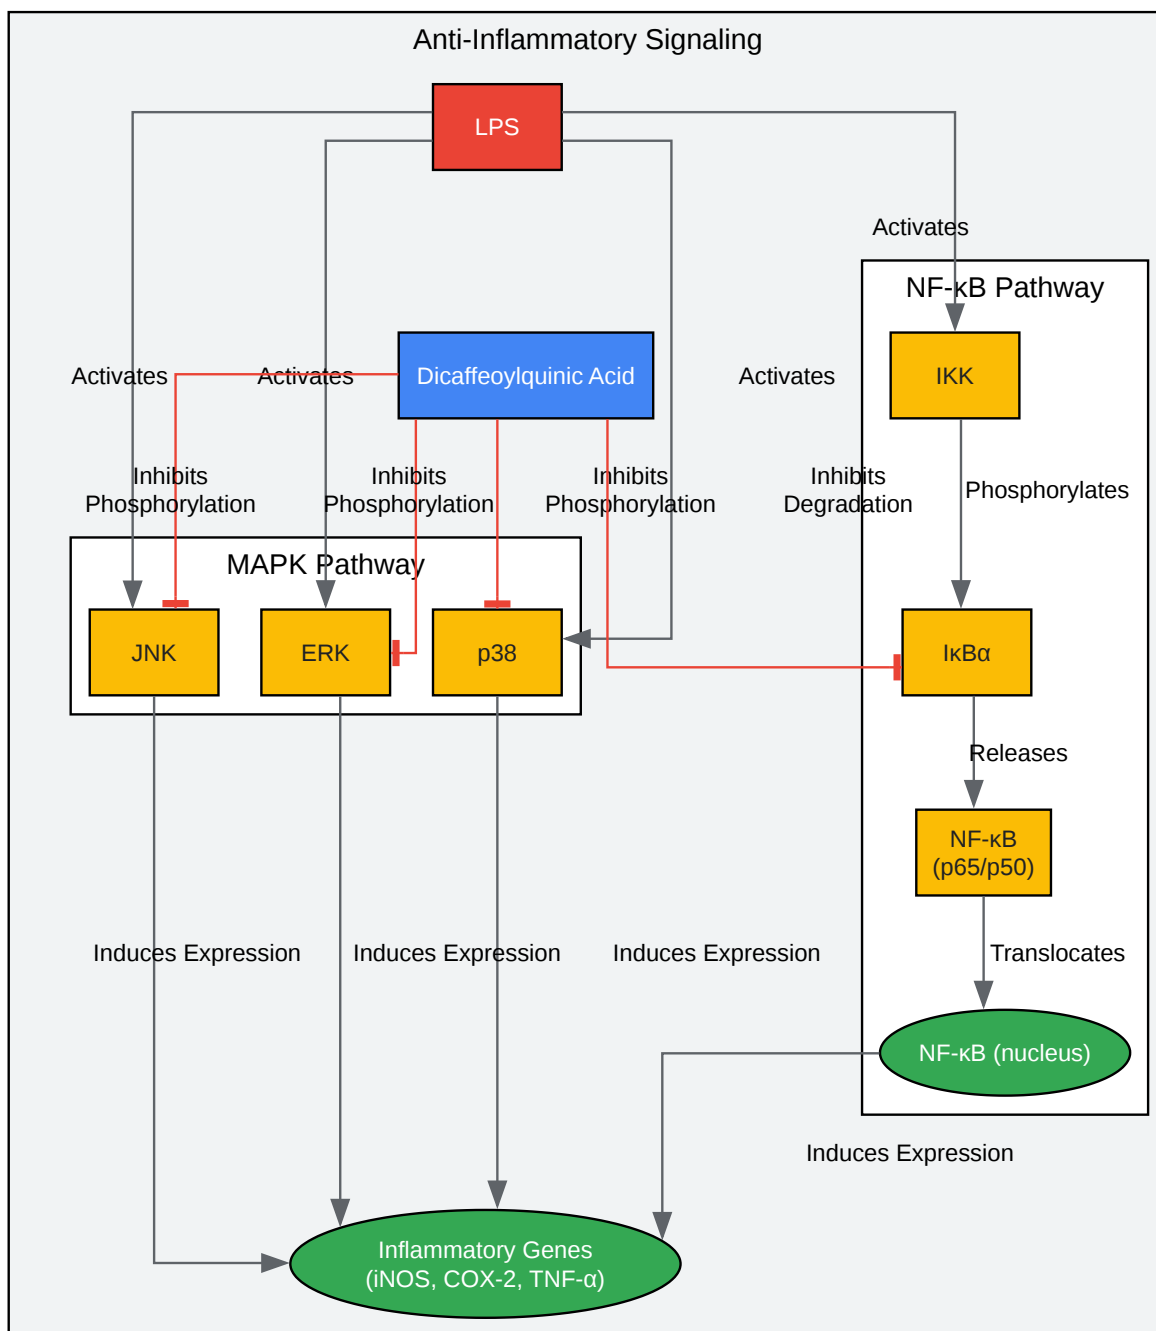 Anti-Inflammatory Signaling
LPS
Activates
NF-κB Pathway
Activates
Activates
Dicaffeoylquinic Acid
Activates
IKK
Inhibits
Phosphorylation
Inhibits
Phosphorylation
Inhibits
Phosphorylation
Inhibits
Degradation
Phosphorylates
MAPK Pathway
JNK
ERK
p38
IκBα
Releases
NF-κB
(p65/p50)
Induces Expression
Induces Expression
Induces Expression
Translocates
NF-κB (nucleus)
Induces Expression
Inflammatory Genes
(iNOS, COX-2, TNF-α)